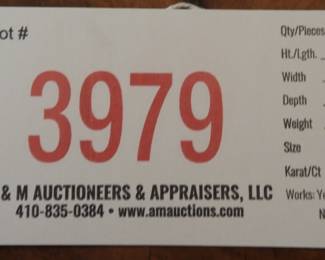 ot #
3979
& M AUCTIONEERS & APPRAISERS, LLC
410-835-0384 • www.amauctions.com
Qty/Pieces
Ht./Lgth.
Width
Depth
Weight
Size
Karat/Ct
Works: Ye
N